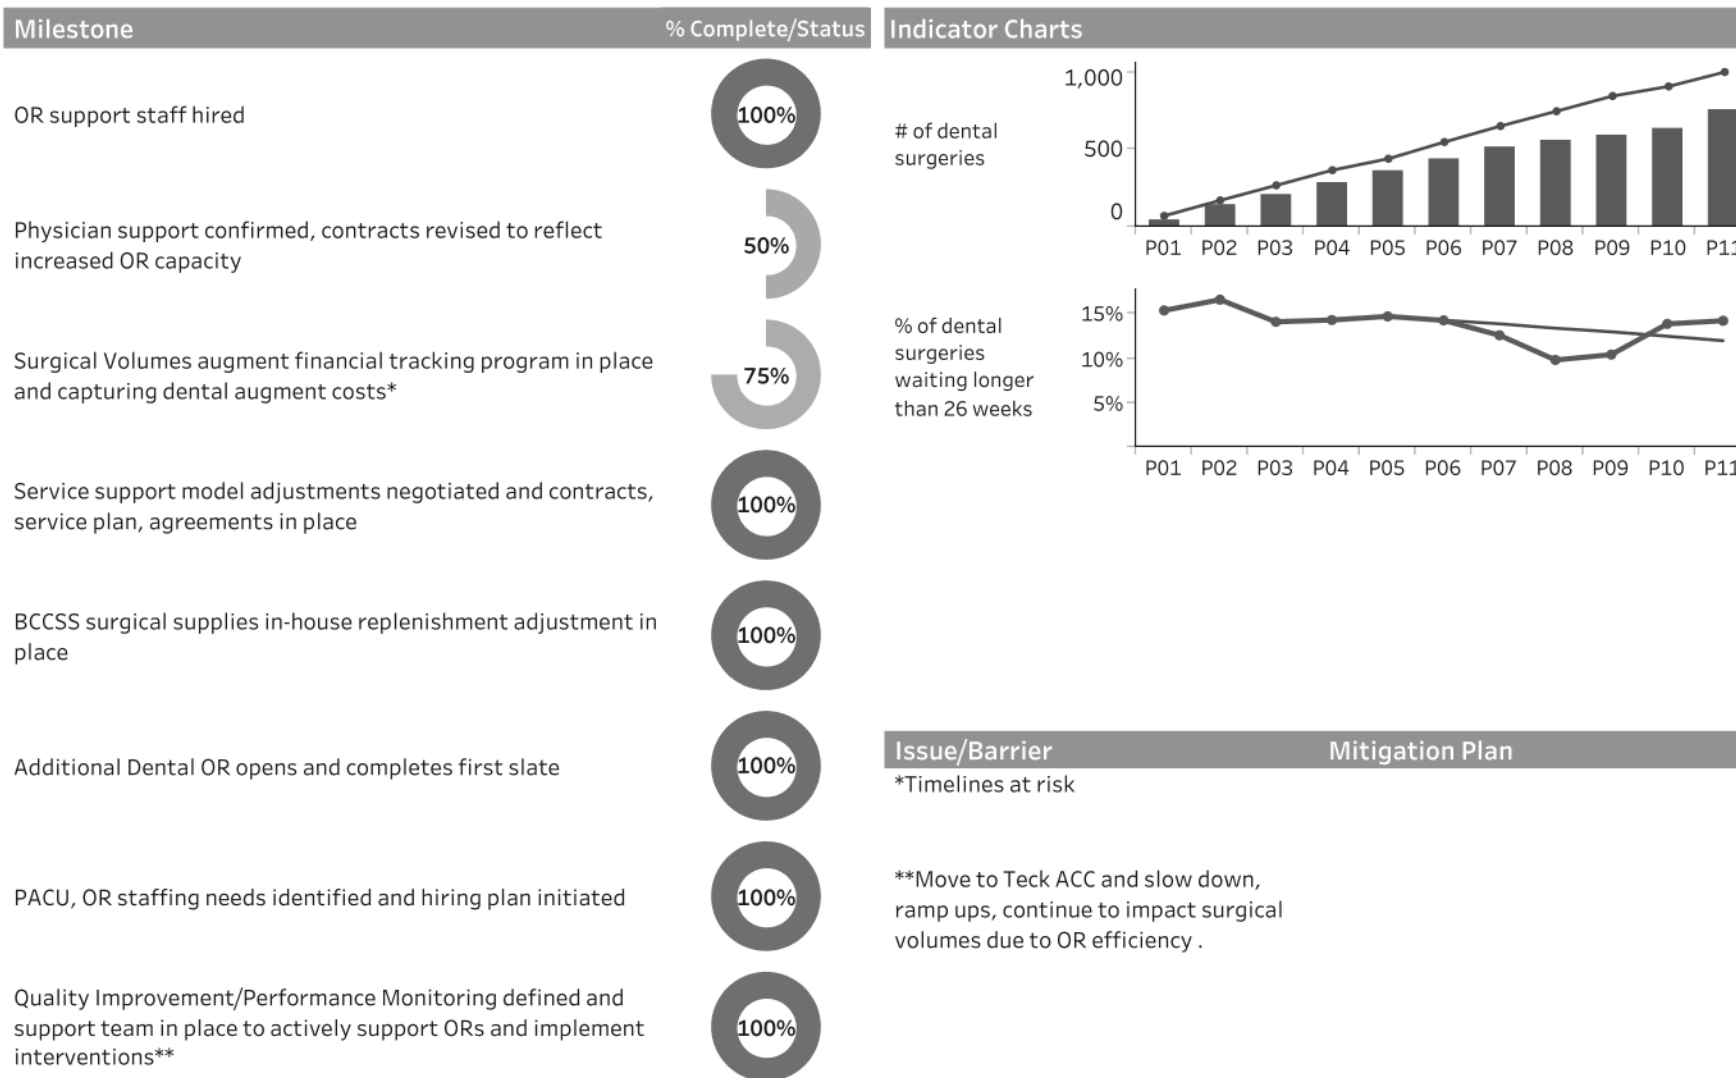 Milestone
% Complete/Status
OR support staff hired
100%
Physician support confirmed, contracts revised to reflect
increased OR capacity
50%
Surgical Volumes augment financial tracking program in place
and capturing dental augment costs*
75%
Service support model adjustments negotiated and contracts,
service plan, agreements in place
100%
BCCSS surgical supplies in-house replenishment adjustment in
place
100%
Additional Dental OR opens and completes first slate
100%
PACU, OR staffing needs identified and hiring plan initiated
100%
Quality Improvement/Performance Monitoring defined and
support team in place to actively support ORs and implement
interventions**
100%
Indicator Charts
# of dental
surgeries
1,000
500
0
P01 P02 P03 P04 P05 P06 P07 P08 P09 P10 P11
% of dental
surgeries
waiting longer
than 26 weeks
15%
10%
5%
P01 P02 P03 P04 P05 P06 P07 P08 P09 P10 P11
Issue/Barrier
Mitigation Plan
*Timelines at risk
**Move to Teck ACC and slow down,
ramp ups, continue to impact surgical
volumes due to OR efficiency .